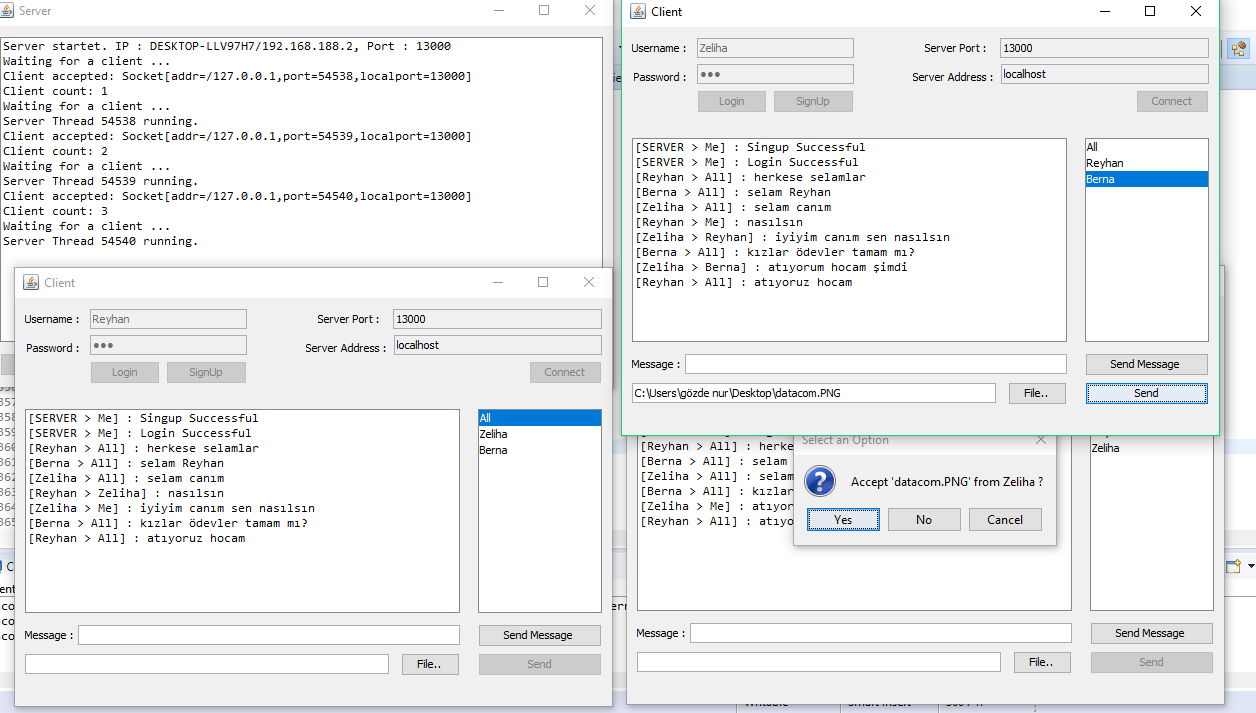 Server
Server startet. IP : DESKTOP-LLV97H7/192.168.188.2, Port : 13000
Waiting for a client ...
Client accepted: Socket[addr=/127.0.0.1,port=54538,localport=13000]
Client count: 1
Waiting for a client ...
Server Thread 54538 running.
Client accepted: Socket[addr=/127.0.0.1,port=54539,localport=13000]
Client count: 2
Waiting for a client ...
Server Thread 54539 running.
Client accepted: Socket[addr=/127.0.0.1,port=54540,localport=13000]
Client count: 3
Waiting for a client ...
Server Thread 54540 running.
Client
Username : Zeliha Server Port : 13000
Password : ●●● Server Address : localhost
Login SignUp Connect
[SERVER > Me] : Singup Successful
[SERVER > Me] : Login Successful
[Reyhan > All] : herkese selamlar
[Berna > All] : selam Reyhan
[Zeliha > All] : selam canım
[Reyhan > Me] : nasılsın
[Zeliha > Reyhan] : iyiyim canım sen nasılsın
[Berna > All] : kızlar ödevler tamam mı?
[Zeliha > Berna] : atıyorum hocam şimdi
[Reyhan > All] : atıyoruz hocam
All
Reyhan
Berna
Message : Send Message
C:\Users\gözde nur\Desktop\datacom.PNG File.. Send
Client
Username : Reyhan Server Port : 13000
Password : ●●● Server Address : localhost
Login SignUp Connect
[SERVER > Me] : Singup Successful
[SERVER > Me] : Login Successful
[Reyhan > All] : herkese selamlar
[Berna > All] : selam Reyhan
[Zeliha > All] : selam canım
[Reyhan > Zeliha] : nasılsın
[Zeliha > Me] : iyiyim canım sen nasılsın
[Berna > All] : kızlar ödevler tamam mı?
[Reyhan > All] : atıyoruz hocam
All
Zeliha
Berna
Message : Send Message
File.. Send
[Reyhan > All] : herke
[Berna > All] : selam
[Zeliha > All] : selam
[Berna > All] : kızlar
[Zeliha > Me] : atıyo
[Reyhan > All] : atıyo
Zeliha
Select an Option
Accept 'datacom.PNG' from Zeliha ?
Yes No Cancel
Message : Send Message
File.. Send